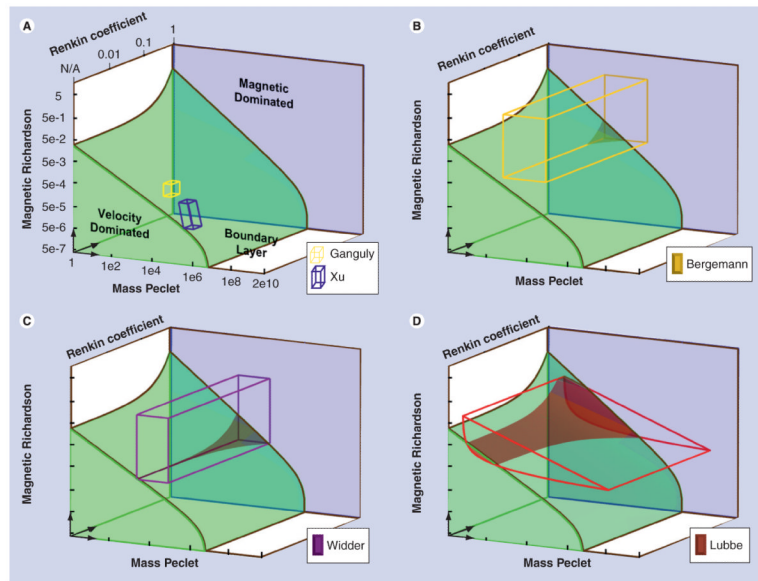 A
Renkin coefficient
N/A
0.01
0.1
1
Magnetic Richardson
5
5e-1
5e-2
5e-3
5e-4
5e-5
5e-6
5e-7
Magnetic
Dominated
Velocity
Dominated
Boundary
Layer
1
1e2
1e4
1e6
1e8
2e10
Mass Peclet
Ganguly
Xu
B
Renkin coefficient
Magnetic Richardson
Mass Peclet
Bergemann
C
Renkin coefficient
Magnetic Richardson
Mass Peclet
Widder
D
Renkin coefficient
Magnetic Richardson
Mass Peclet
Lubbe